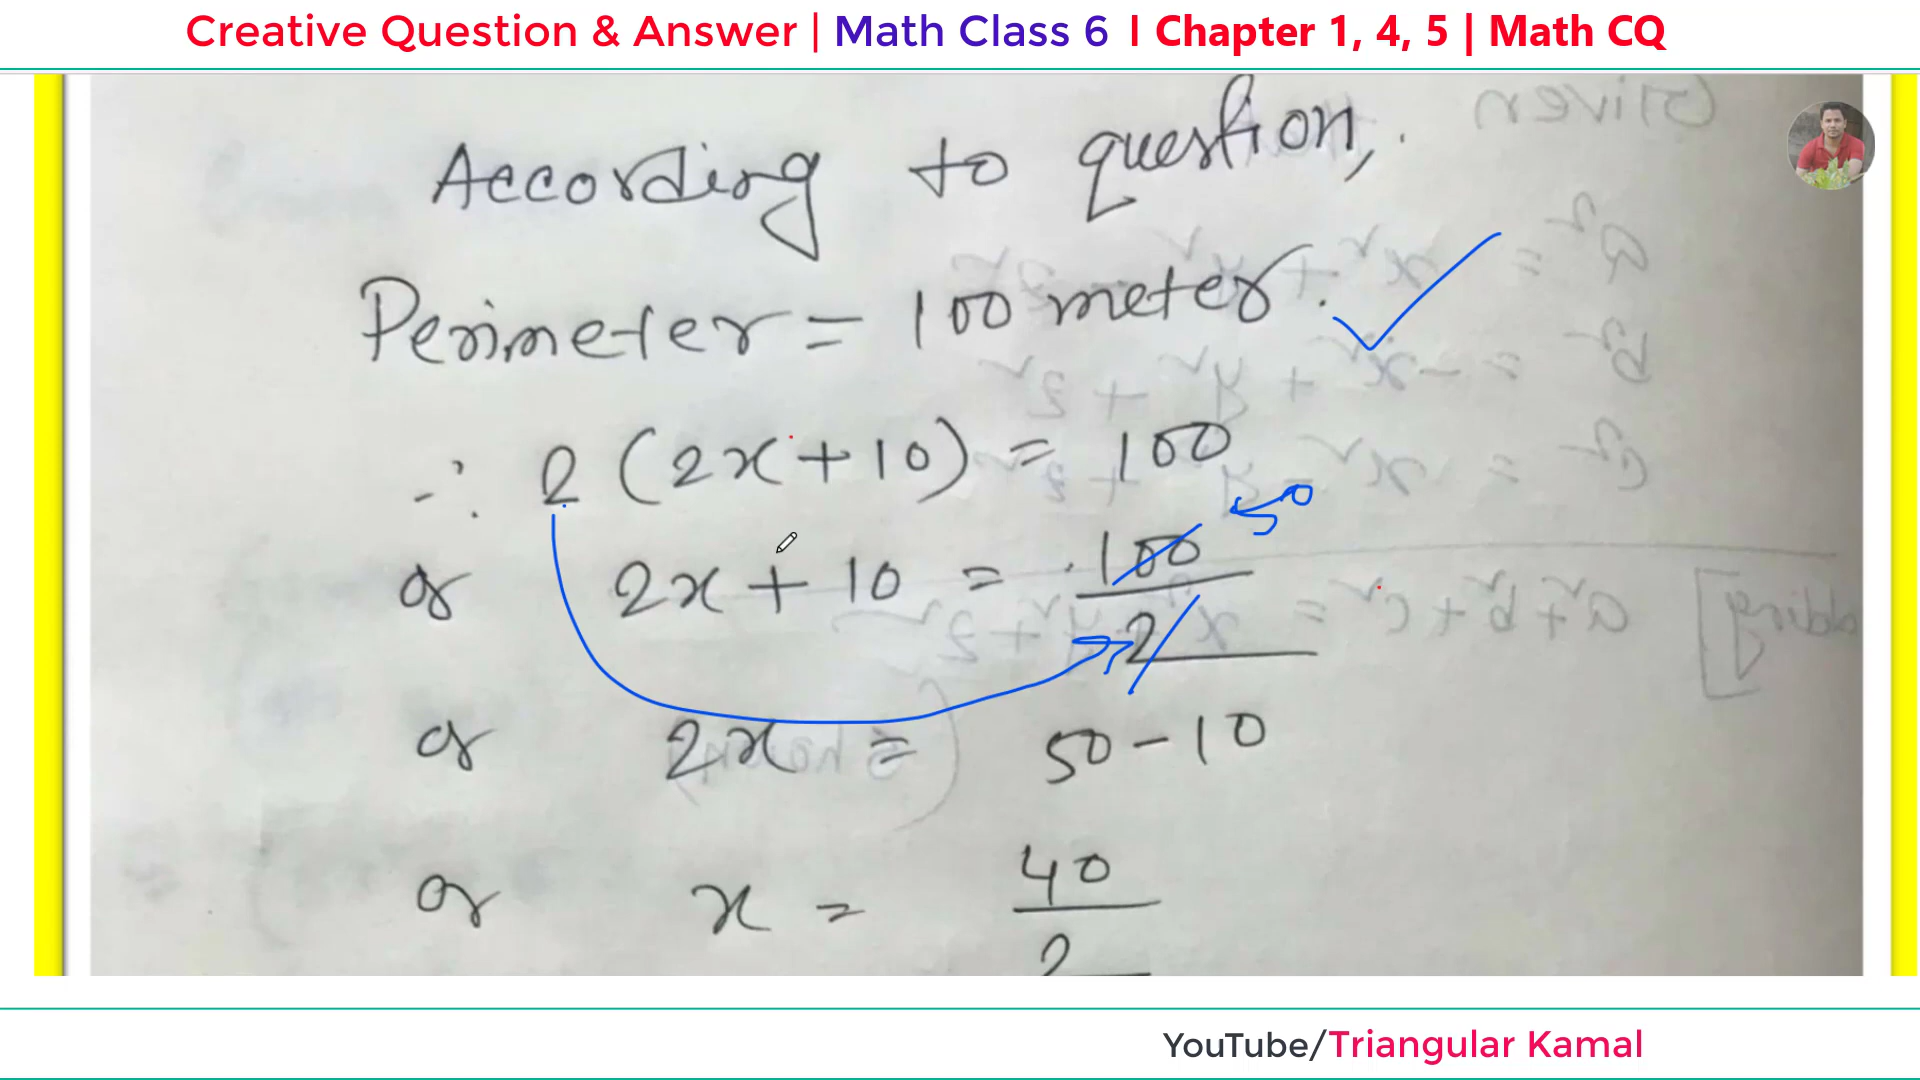 Creative Question & Answer | Math Class 6 I Chapter 1, 4, 5 | Math CQ
According to question,
Perimeter = 100 meter.
∴ 2 (2x+10) = 100
50
or 2x + 10 = 100/2
or 2x = 50-10
or x = 40/2
YouTube/Triangular Kamal